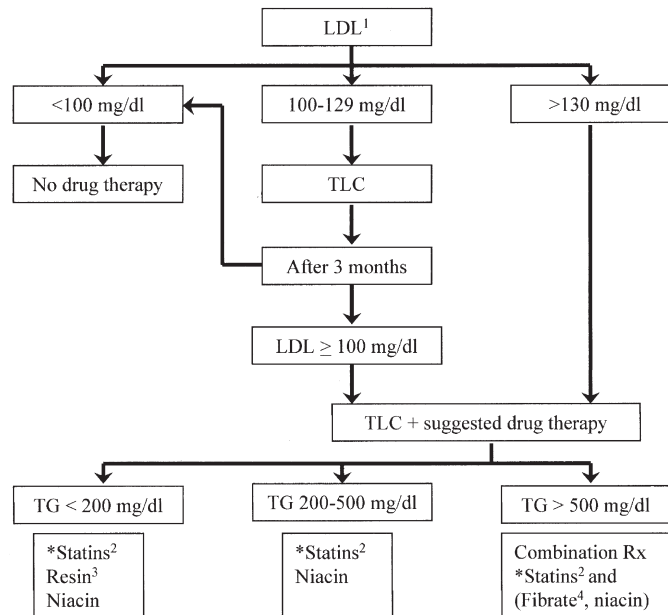 LDL¹
<100 mg/dl
100-129 mg/dl
>130 mg/dl
No drug therapy
TLC
After 3 months
LDL ≥ 100 mg/dl
TLC + suggested drug therapy
TG < 200 mg/dl
TG 200-500 mg/dl
TG > 500 mg/dl
*Statins²
Resin³
Niacin
*Statins²
Niacin
Combination Rx
*Statins² and
(Fibrate⁴, niacin)